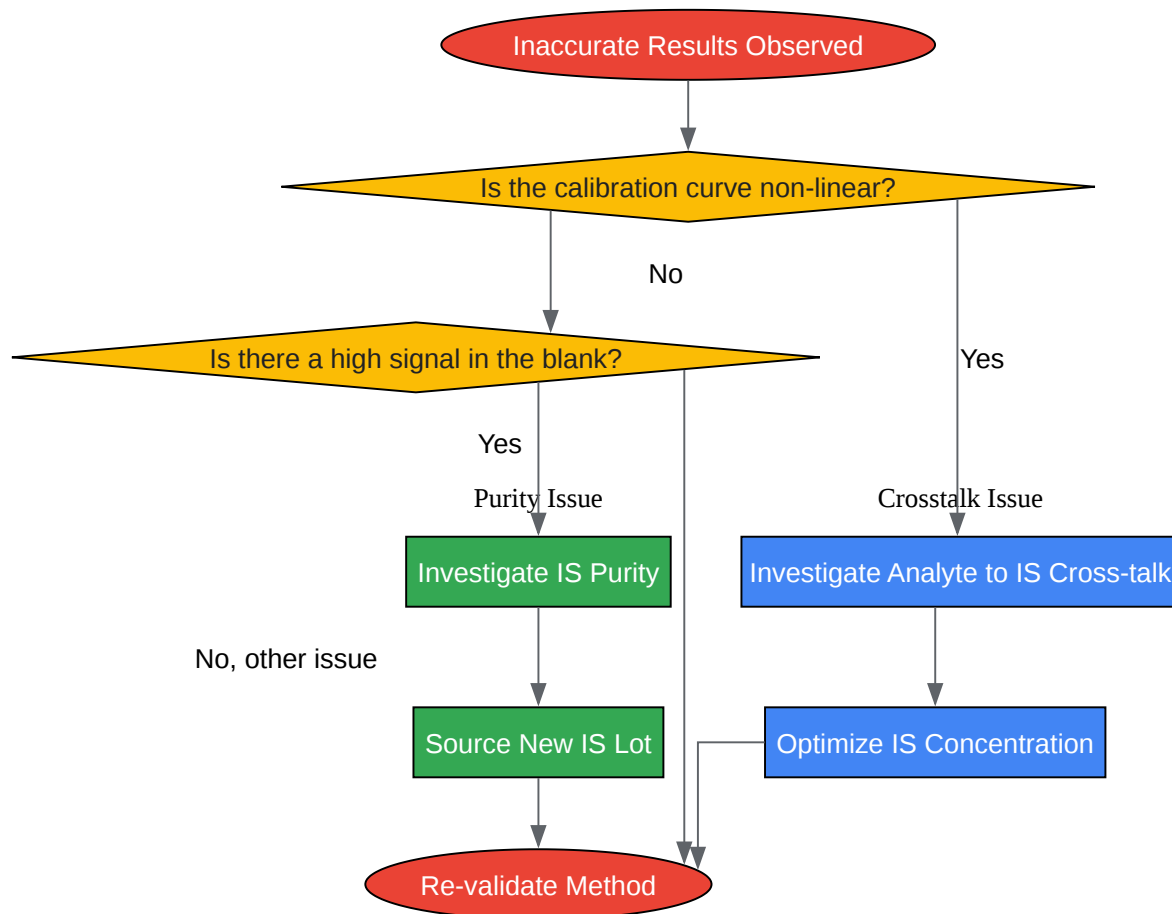 Inaccurate Results Observed
Is the calibration curve non-linear?
No
Is there a high signal in the blank?
Yes
Yes
Purity Issue
Crosstalk Issue
Investigate IS Purity
Investigate Analyte to IS Cross-talk
No, other issue
Source New IS Lot
Optimize IS Concentration
Re-validate Method